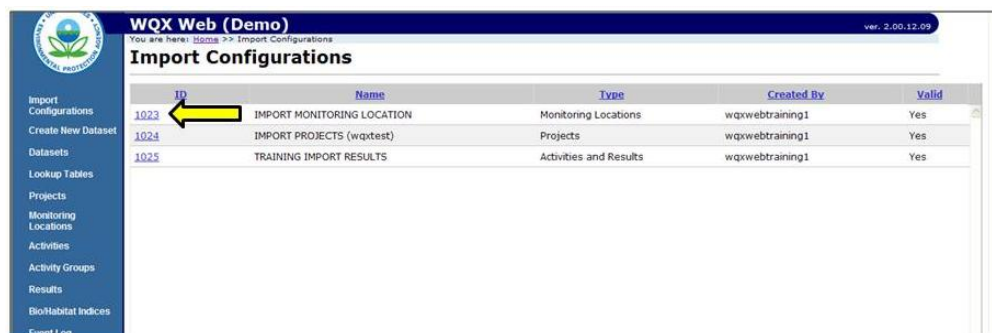 WQX Web (Demo)
ver. 2.00.12.09
You are here: Home >> Import Configurations
Import Configurations
ID Name Type Created By Valid
1023 IMPORT MONITORING LOCATION Monitoring Locations wqxwebtraining1 Yes
1024 IMPORT PROJECTS (wqxtest) Projects wqxwebtraining1 Yes
1025 TRAINING IMPORT RESULTS Activities and Results wqxwebtraining1 Yes
Import
Configurations
Create New Dataset
Datasets
Lookup Tables
Projects
Monitoring
Locations
Activities
Activity Groups
Results
Bio/Habitat Indices
Event Log